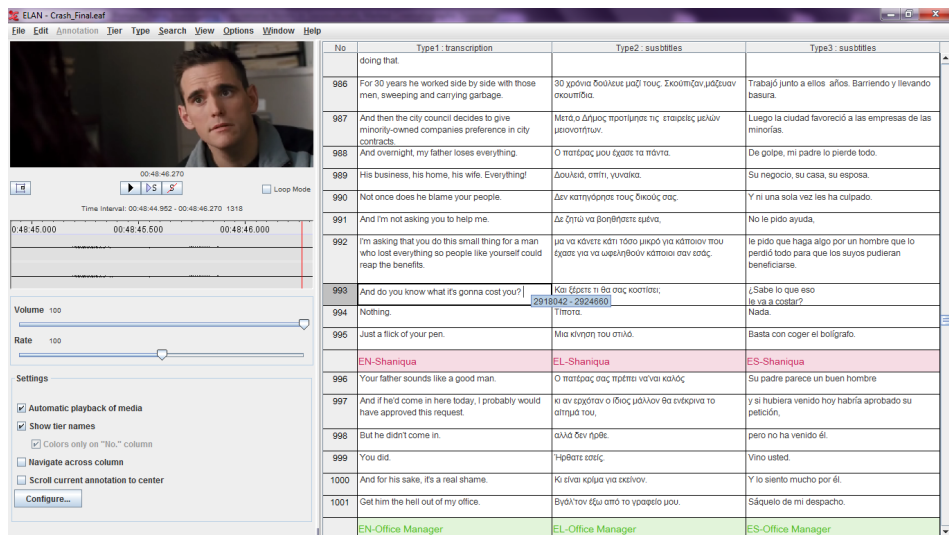 ELAN - Crash_Final.eaf
File Edit Annotation Tier Type Search View Options Window Help
00:48:46.270
S
Loop Mode
Time Interval: 00:48:44.952 - 00:48:46.270 1318
0:48:45.000 00:48:45.500 00:48:46.000
Volume 100
Rate 100
Settings
Automatic playback of media
Show tier names
Colors only on "No." column
Navigate across column
Scroll current annotation to center
Configure...
No Type1 : transcription Type2 : susbtitles Type3 : susbtitles
doing that.
986 For 30 years he worked side by side with those
men, sweeping and carrying garbage.
30 χρόνια δούλευε μαζί τους. Σκούπιζαν,μάζευαν
σκουπίδια.
Trabajó junto a ellos años. Barriendo y llevando
basura.
987 And then the city council decides to give
minority-owned companies preference in city
contracts.
Μετά,ο Δήμος προτίμησε τις εταιρείες μελών
μειονοτήτων.
Luego la ciudad favoreció a las empresas de las
minorías.
988 And overnight, my father loses everything.
Ο πατέρας μου έχασε τα πάντα.
De golpe, mi padre lo pierde todo.
989 His business, his home, his wife. Everything!
Δουλειά, σπίτι, γυναίκα.
Su negocio, su casa, su esposa.
990 Not once does he blame your people.
Δεν κατηγόρησε τους δικούς σας.
Y ni una sola vez les ha culpado.
991 And I'm not asking you to help me.
Δε ζητώ να βοηθήσετε εμένα,
No le pido ayuda,
992 I'm asking that you do this small thing for a man
who lost everything so people like yourself could
reap the benefits.
μα να κάνετε κάτι τόσο μικρό για κάποιον που
έχασε για να ωφεληθούν κάποιοι σαν εσάς.
le pido que haga algo por un hombre que lo
perdió todo para que los suyos pudieran
beneficiarse.
993 And do you know what it's gonna cost you?
Και ξέρετε τι θα σας κοστίσει;
¿Sabe lo que eso
le va a costar?
2918042 - 2924660
994 Nothing.
Τίποτα.
Nada.
995 Just a flick of your pen.
Μια κίνηση του στιλό.
Basta con coger el bolígrafo.
EN-Shaniqua EL-Shaniqua ES-Shaniqua
996 Your father sounds like a good man.
Ο πατέρας σας πρέπει να'ναι καλός
Su padre parece un buen hombre
997 And if he'd come in here today, I probably would
have approved this request.
κι αν ερχόταν ο ίδιος μάλλον θα ενέκρινα το
αίτημά του,
y si hubiera venido hoy habría aprobado su
petición,
998 But he didn't come in.
αλλά δεν ήρθε.
pero no ha venido él.
999 You did.
Ήρθατε εσείς.
Vino usted.
1000 And for his sake, it's a real shame.
Κι είναι κρίμα για εκείνον.
Y lo siento mucho por él.
1001 Get him the hell out of my office.
Βγάλ'τον έξω από το γραφείο μου.
Sáquelo de mi despacho.
EN-Office Manager EL-Office Manager ES-Office Manager